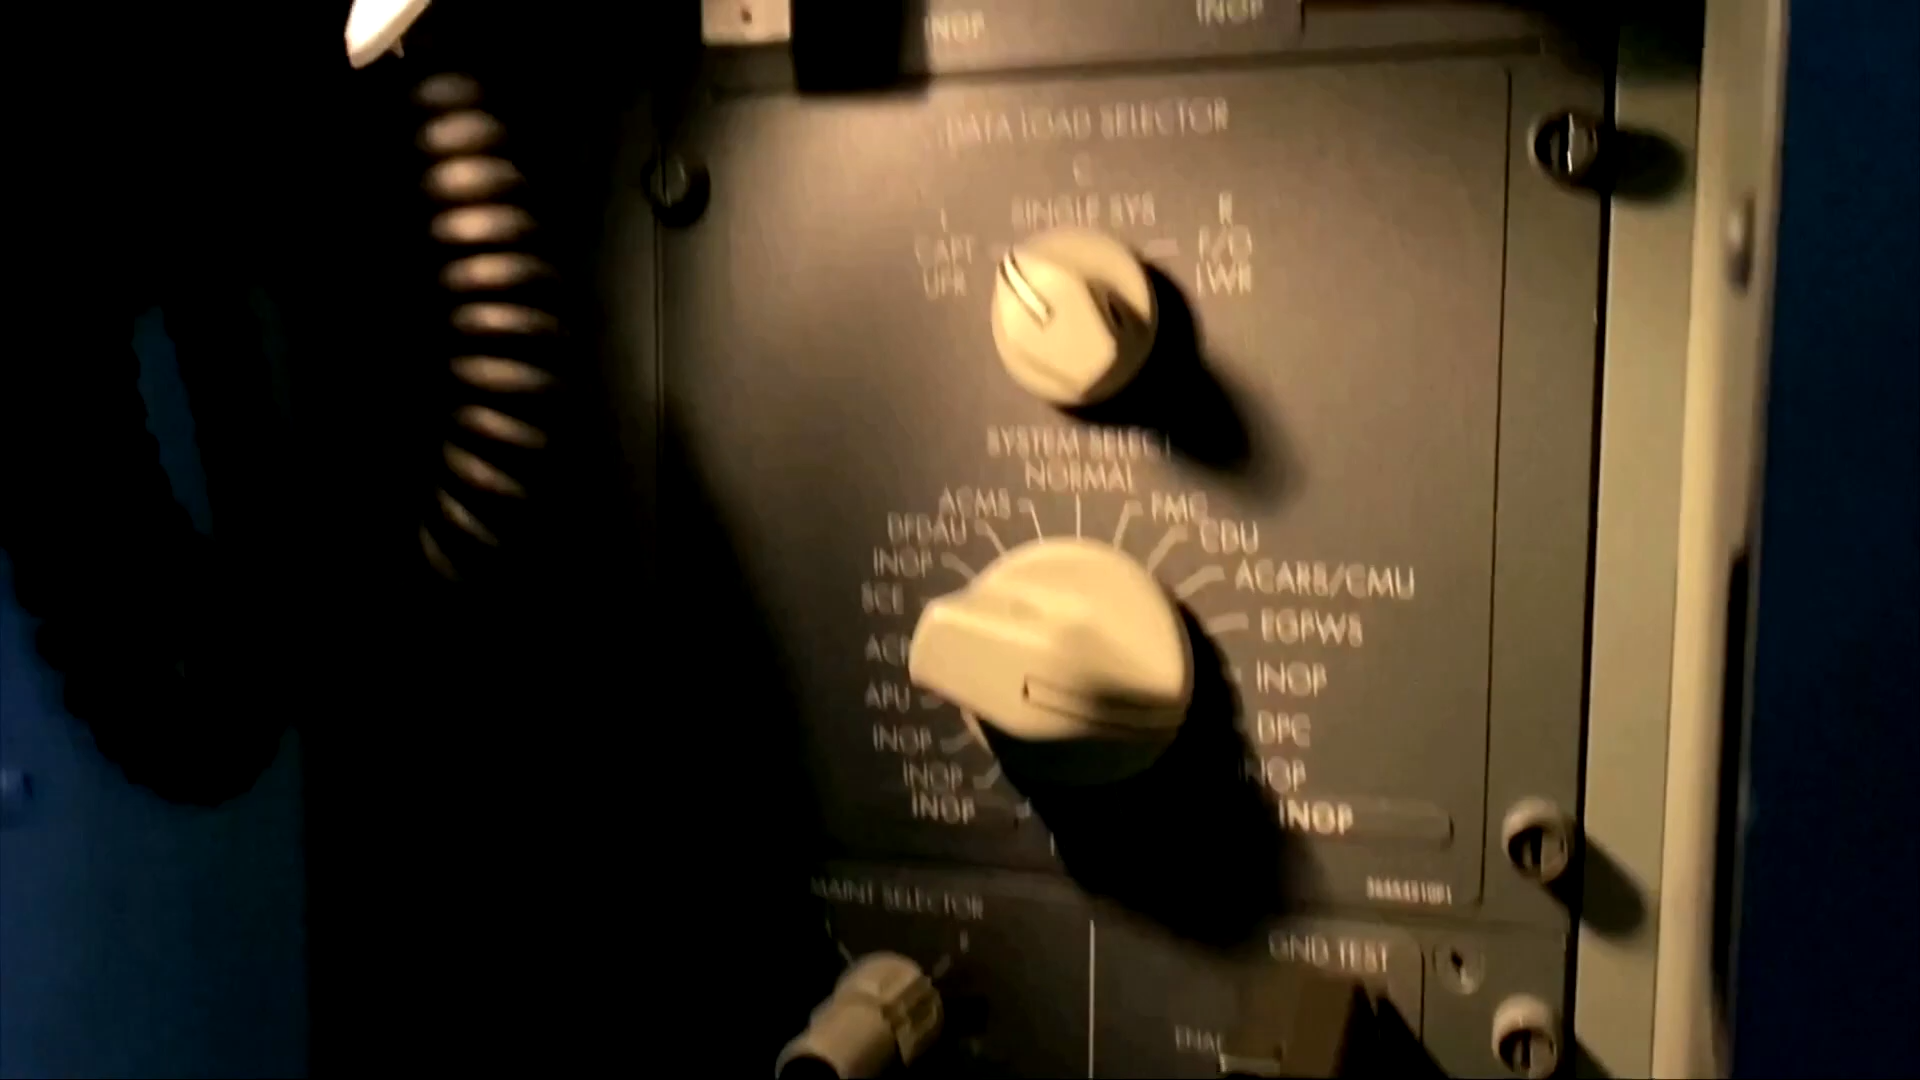 INOP
INOP
DATA LOAD SELECTOR
C
SINGLE SYS
L
CAPT
UPR
R
F/O
LWR
SYSTEM SELECT
NORMAL
ACMS
FMC
DFDAU
CDU
INOP
ACARS/CMU
SCE
EGPWS
INOP
APU
DPC
INOP
INOP
INOP
INOP
MAINT SELECTOR
GND TEST